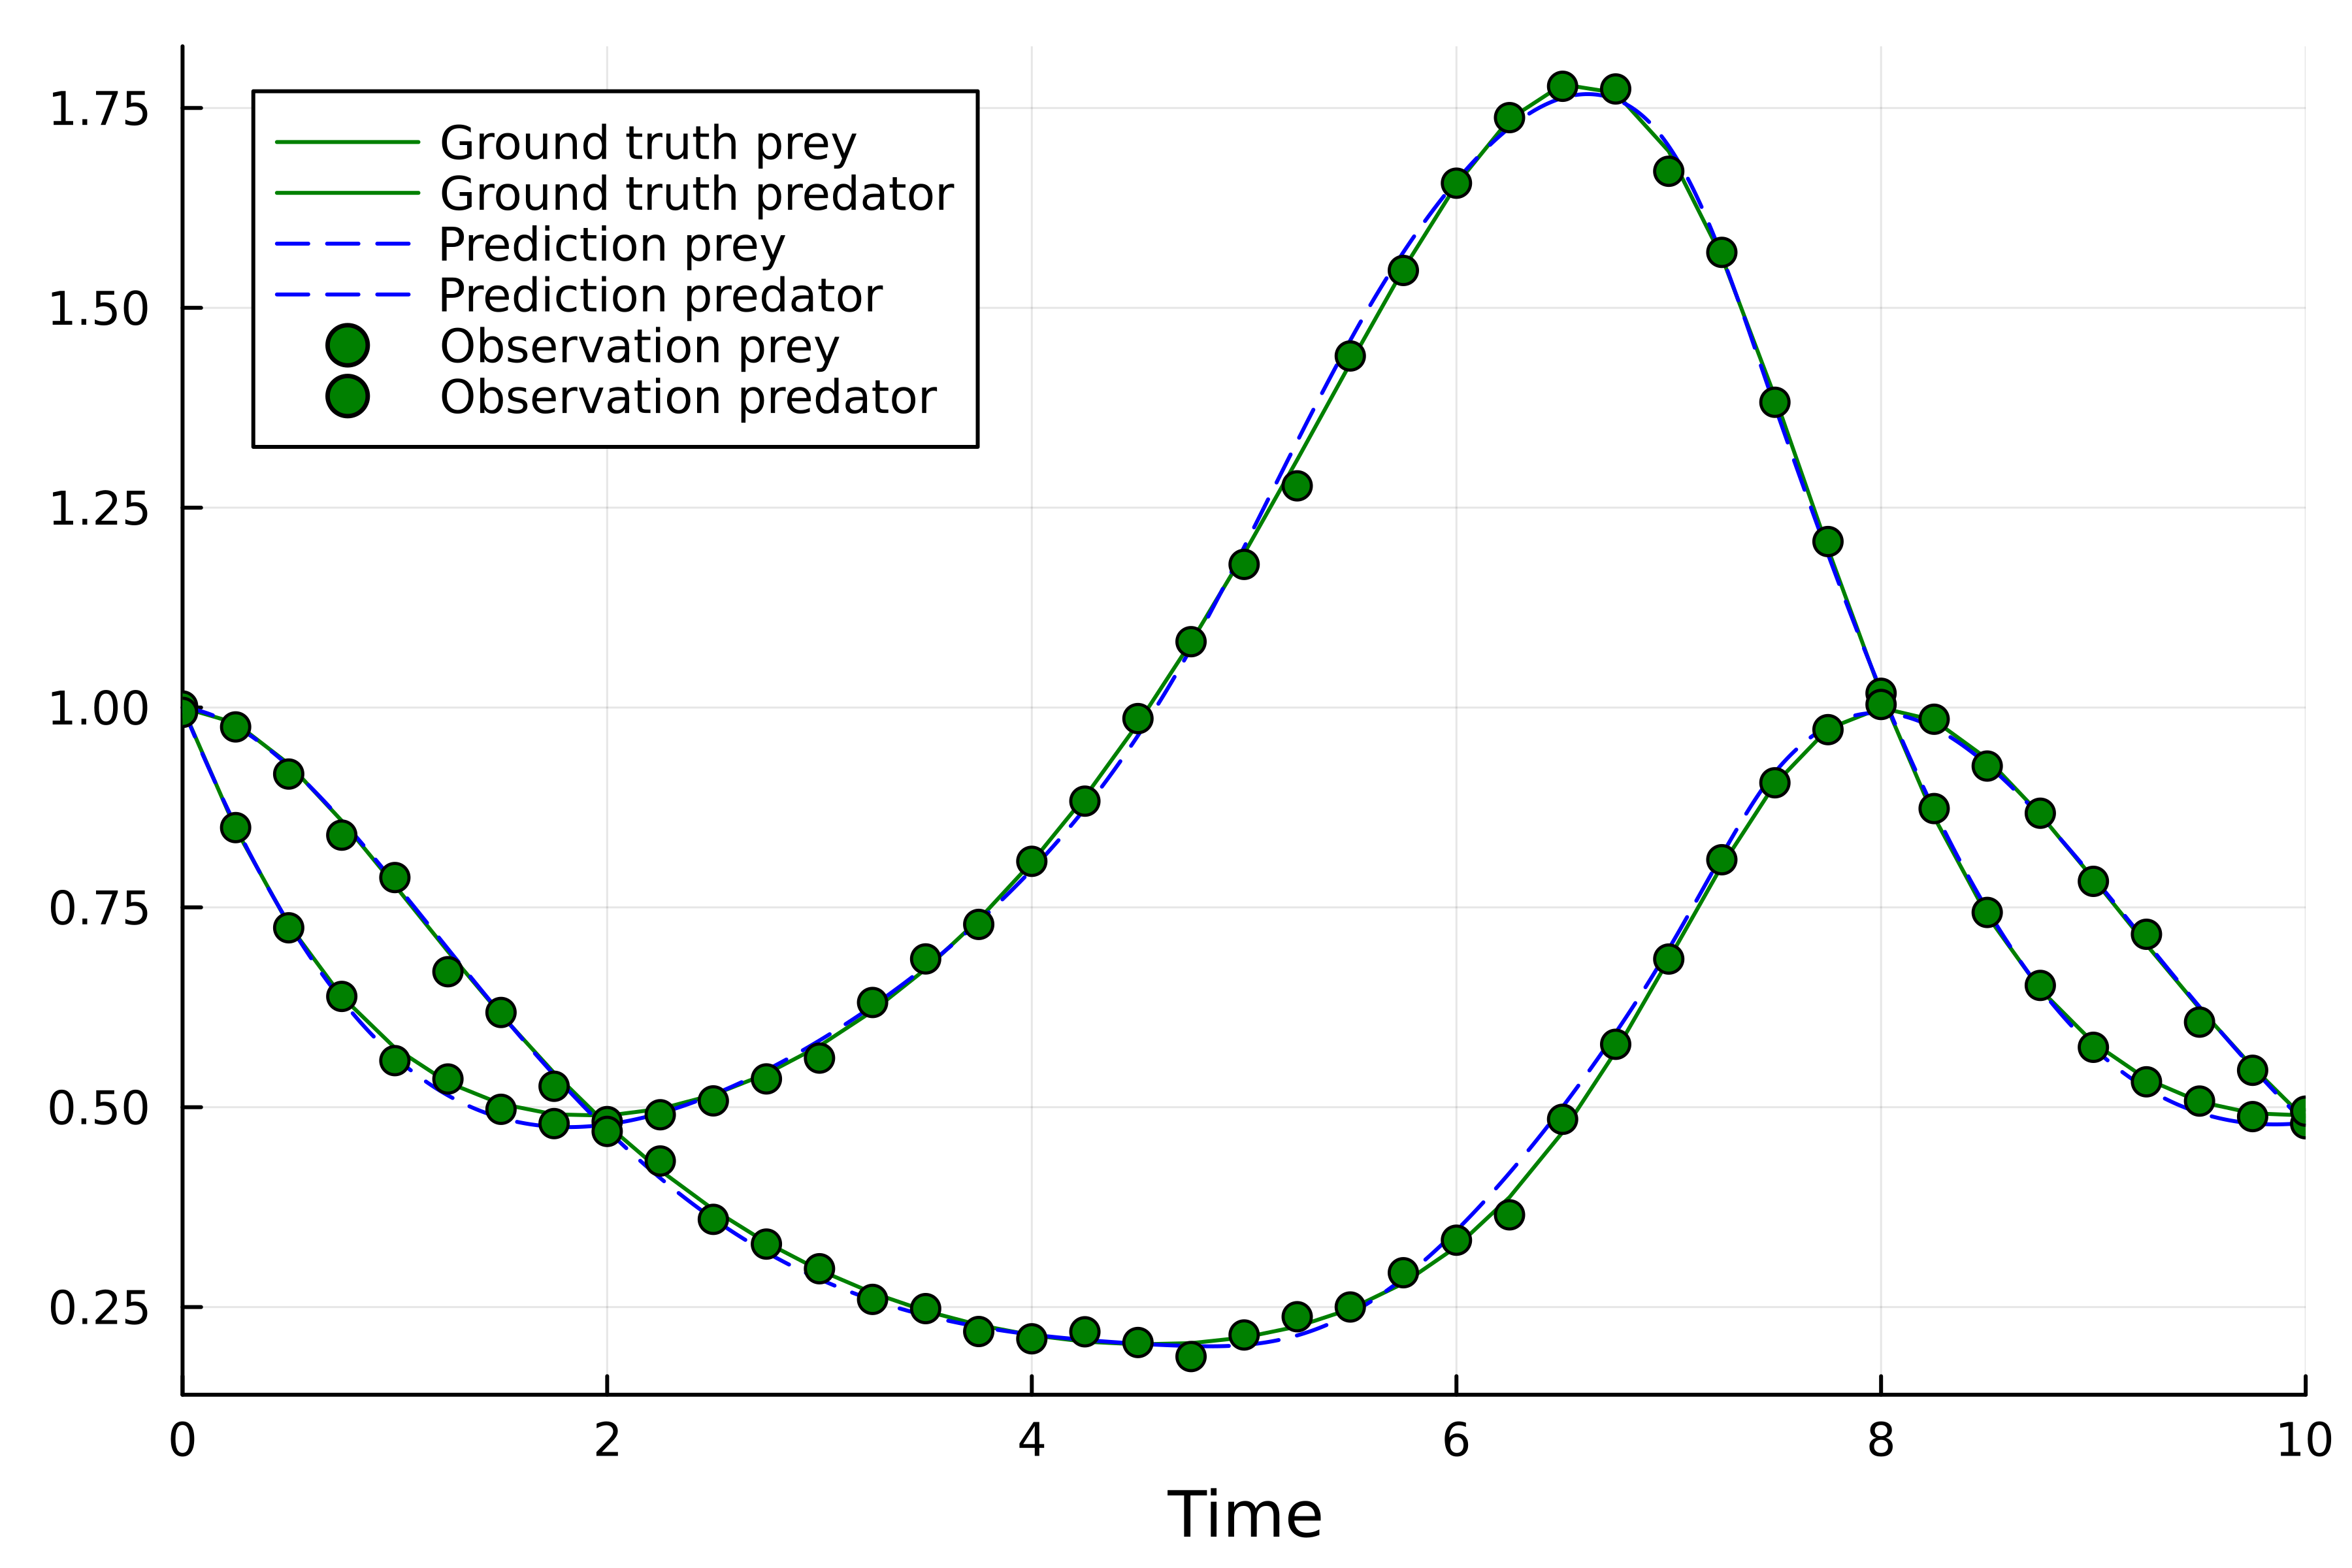 1.75
1.50
1.25
1.00
0.75
0.50
0.25
Ground truth prey
Ground truth predator
Prediction prey
Prediction predator
Observation prey
Observation predator
0 2 4 6 8 10
Time